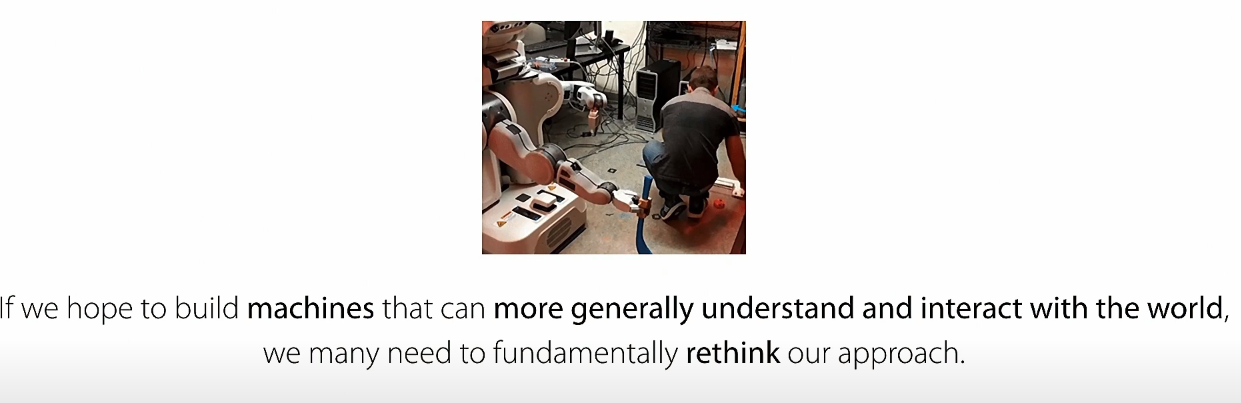 If we hope to build machines that can more generally understand and interact with the world,
we many need to fundamentally rethink our approach.